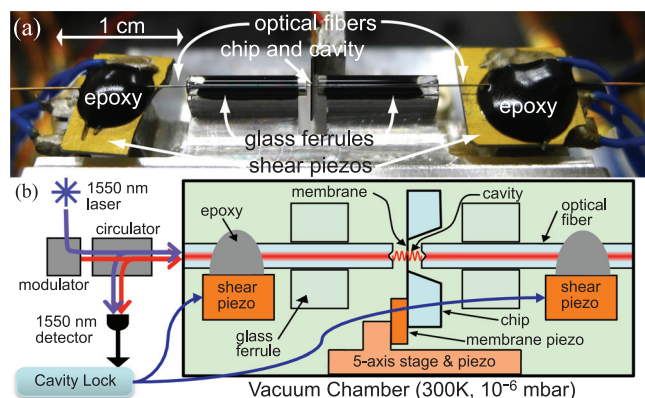 (a)
1 cm
optical fibers
chip and cavity
epoxy
epoxy
glass ferrules
shear piezos
(b)
1550 nm
laser
circulator
modulator
1550 nm
detector
Cavity Lock
epoxy
membrane
cavity
optical
fiber
shear
piezo
shear
piezo
glass
ferrule
chip
membrane piezo
5-axis stage & piezo
Vacuum Chamber (300K, 10⁻⁶ mbar)